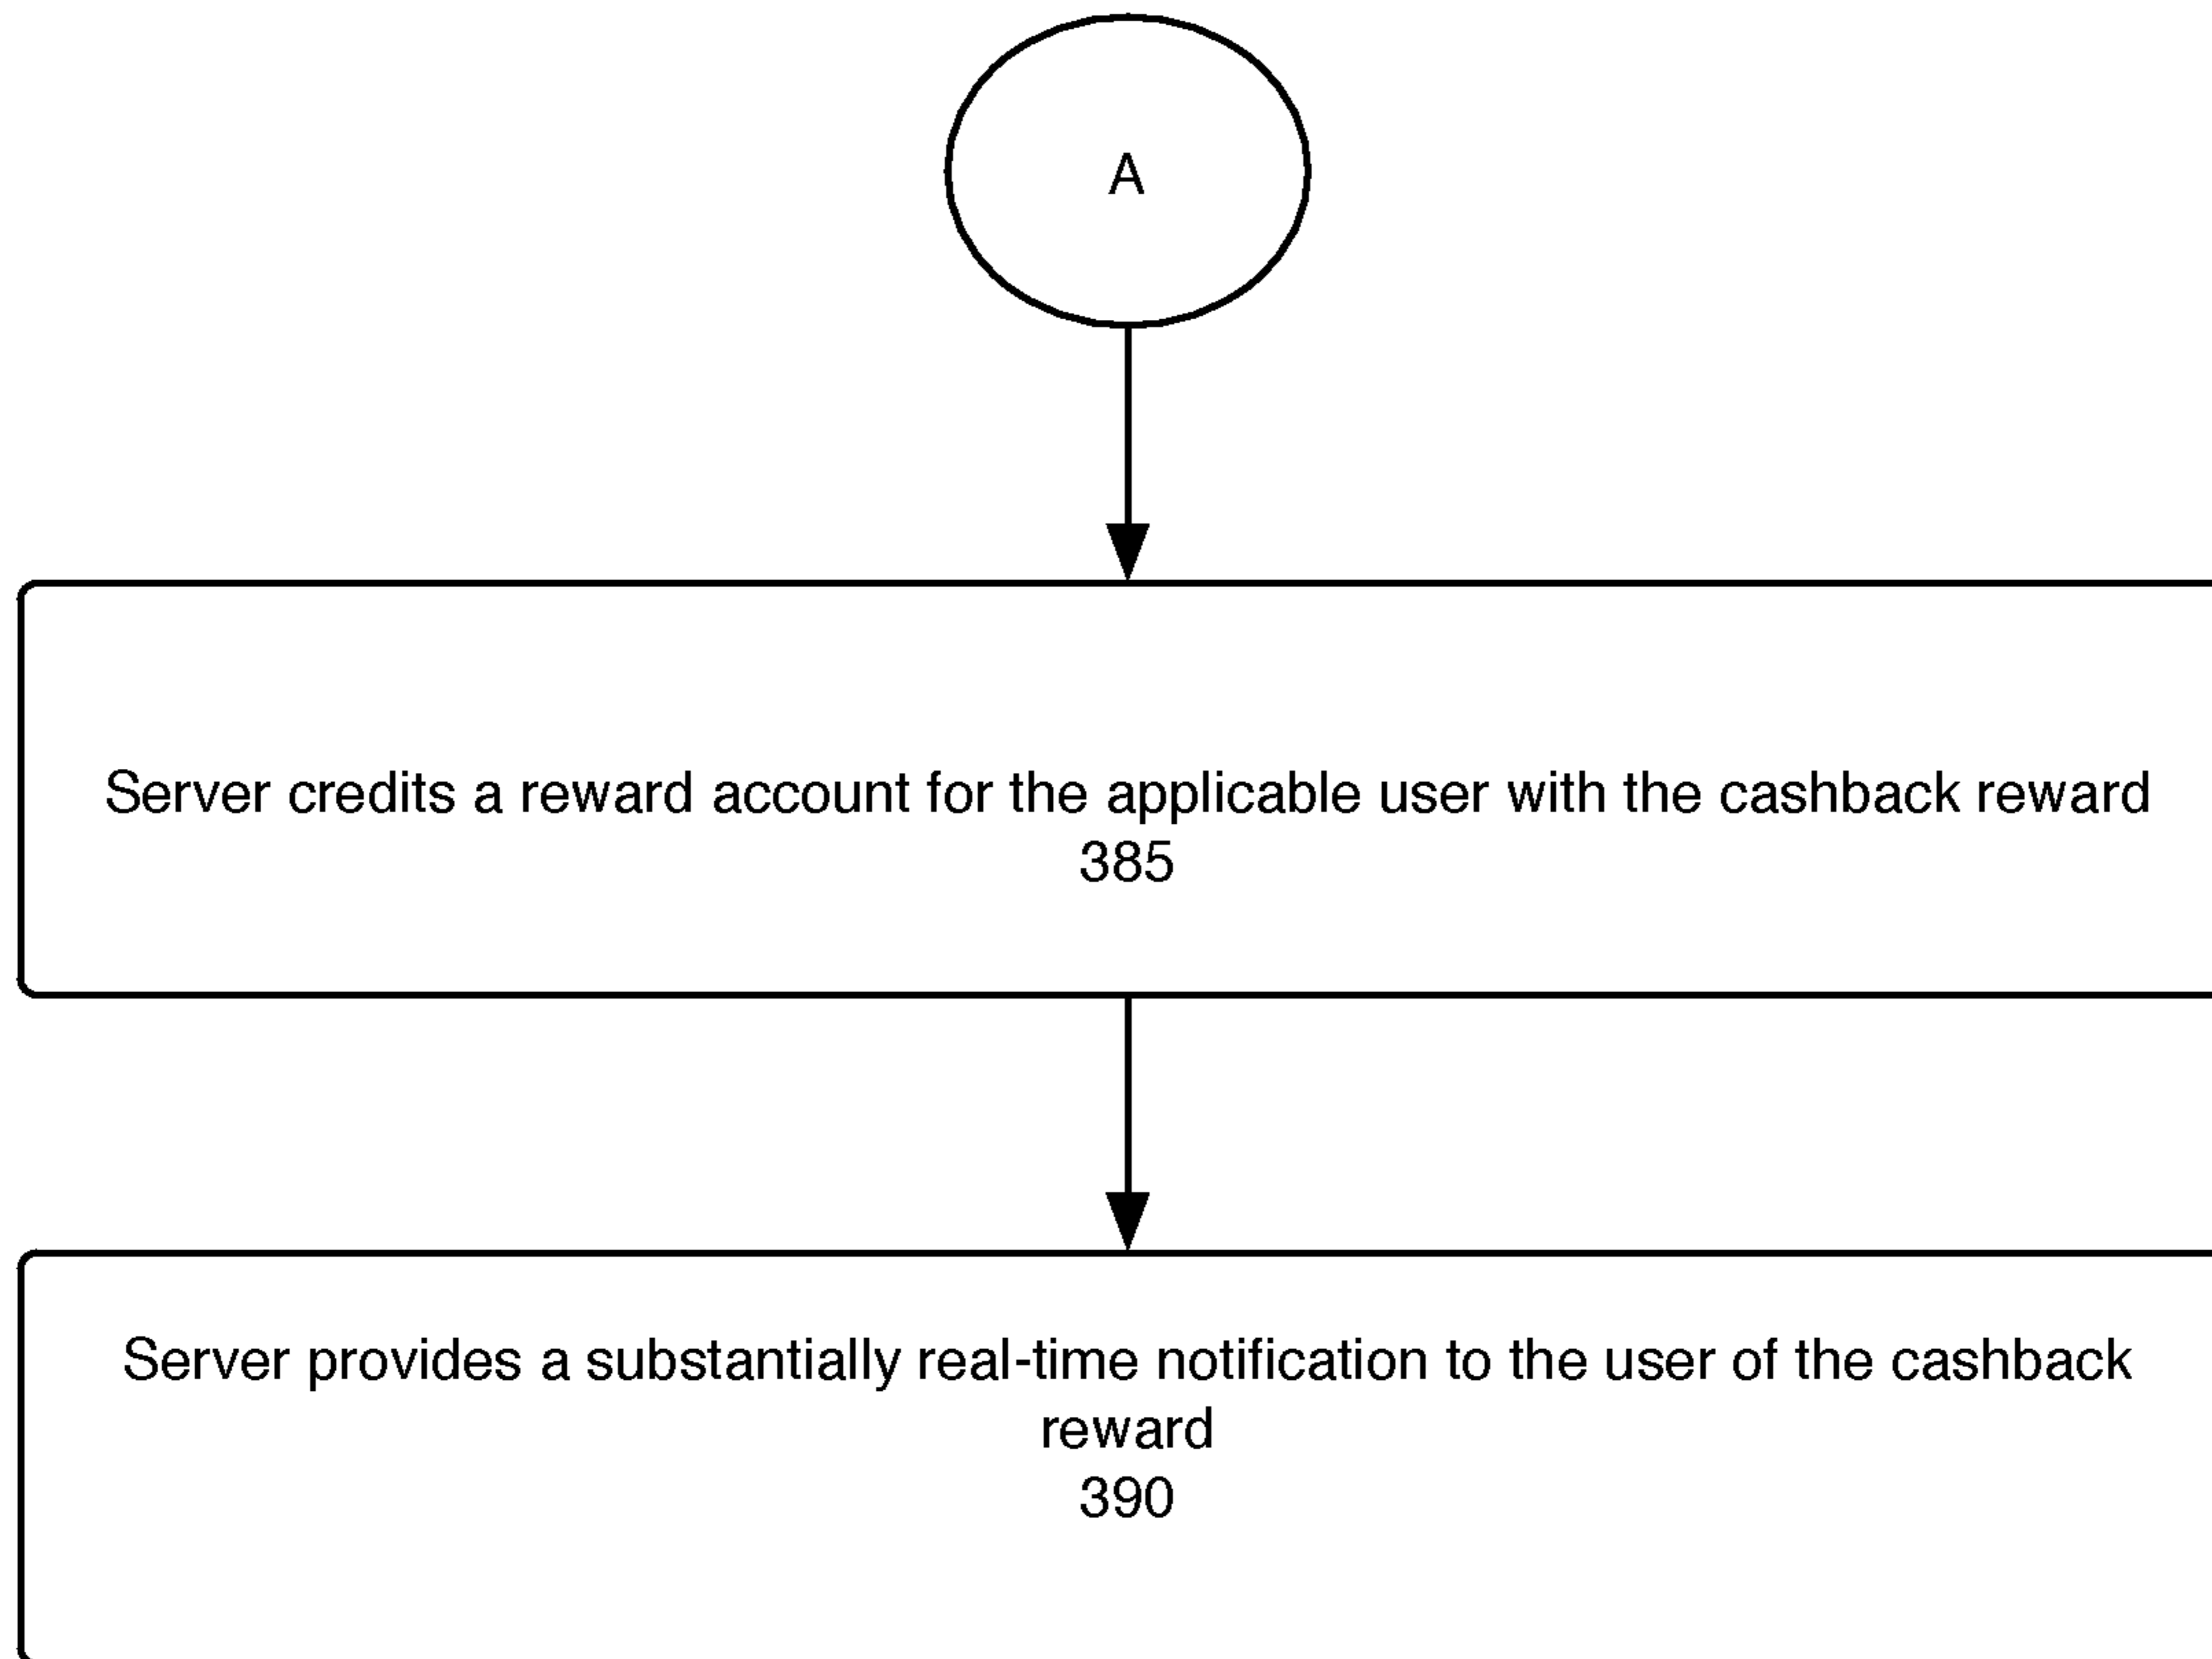 A
Server credits a reward account for the applicable user with the cashback reward
385
Server provides a substantially real-time notification to the user of the cashback
reward
390